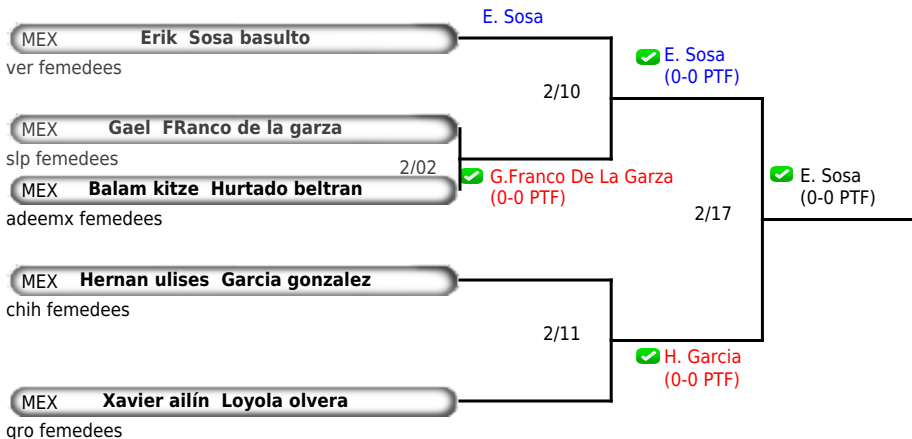 E. Sosa
MEX Erik Sosa basulto
ver femedees
E. Sosa
(0-0 PTF)
2/10
MEX Gael FRanco de la garza
slp femedees
2/02
G.Franco De La Garza
(0-0 PTF)
MEX Balam kitze Hurtado beltran
adeemx femedees
E. Sosa
(0-0 PTF)
2/17
MEX Hernan ulises Garcia gonzalez
chih femedees
2/11
H. Garcia
(0-0 PTF)
MEX Xavier ailín Loyola olvera
qro femedees